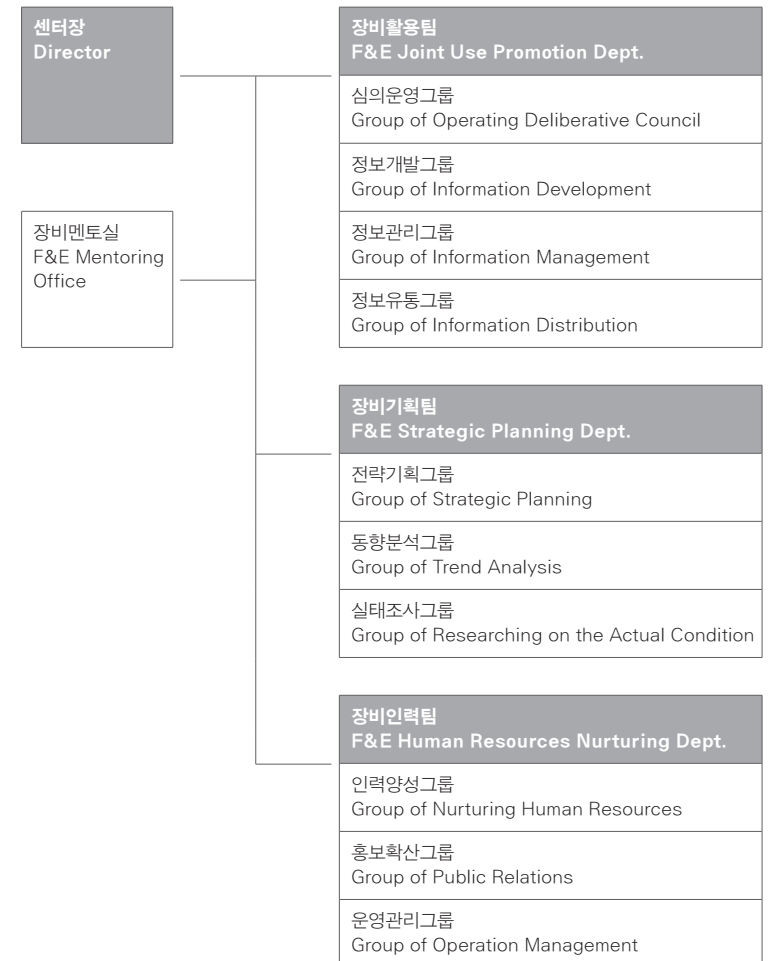 센터장
Director
장비멘토실
F&E Mentoring
Office
장비활용팀
F&E Joint Use Promotion Dept.
심의운영그룹
Group of Operating Deliberative Council
정보개발그룹
Group of Information Development
정보관리그룹
Group of Information Management
정보유통그룹
Group of Information Distribution
장비기획팀
F&E Strategic Planning Dept.
전략기획그룹
Group of Strategic Planning
동향분석그룹
Group of Trend Analysis
실태조사그룹
Group of Researching on the Actual Condition
장비인력팀
F&E Human Resources Nurturing Dept.
인력양성그룹
Group of Nurturing Human Resources
홍보확산그룹
Group of Public Relations
운영관리그룹
Group of Operation Management